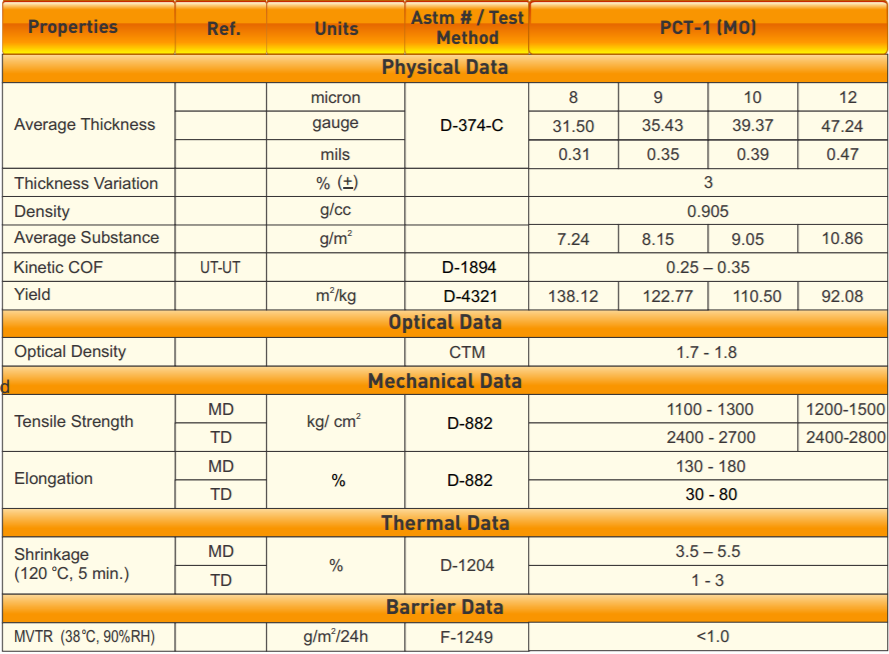 Properties Ref. Units Astm # / Test Method PCT-1 (MO)
Physical Data
Average Thickness micron D-374-C 8 9 10 12
gauge 31.50 35.43 39.37 47.24
mils 0.31 0.35 0.39 0.47
Thickness Variation % (±) 3
Density g/cc 0.905
Average Substance g/m² 7.24 8.15 9.05 10.86
Kinetic COF UT-UT D-1894 0.25 – 0.35
Yield m²/kg D-4321 138.12 122.77 110.50 92.08
Optical Data
Optical Density CTM 1.7 - 1.8
Mechanical Data
d
Tensile Strength MD kg/ cm² D-882 1100 - 1300 1200-1500
TD 2400 - 2700 2400-2800
Elongation MD % D-882 130 - 180
TD 30 - 80
Thermal Data
Shrinkage (120 °C, 5 min.) MD % D-1204 3.5 – 5.5
TD 1 - 3
Barrier Data
MVTR (38°C, 90%RH) g/m²/24h F-1249 <1.0